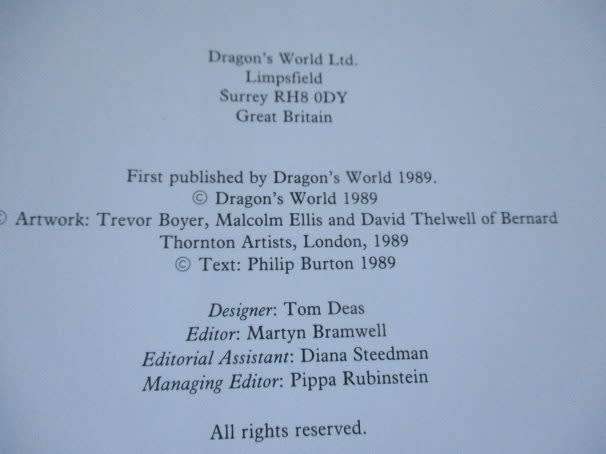 Dragon's World Ltd.
Limpsfield
Surrey RH8 0DY
Great Britain
First published by Dragon's World 1989.
© Dragon's World 1989
© Artwork: Trevor Boyer, Malcolm Ellis and David Thelwell of Bernard
Thornton Artists, London, 1989
© Text: Philip Burton 1989
Designer: Tom Deas
Editor: Martyn Bramwell
Editorial Assistant: Diana Steedman
Managing Editor: Pippa Rubinstein
All rights reserved.